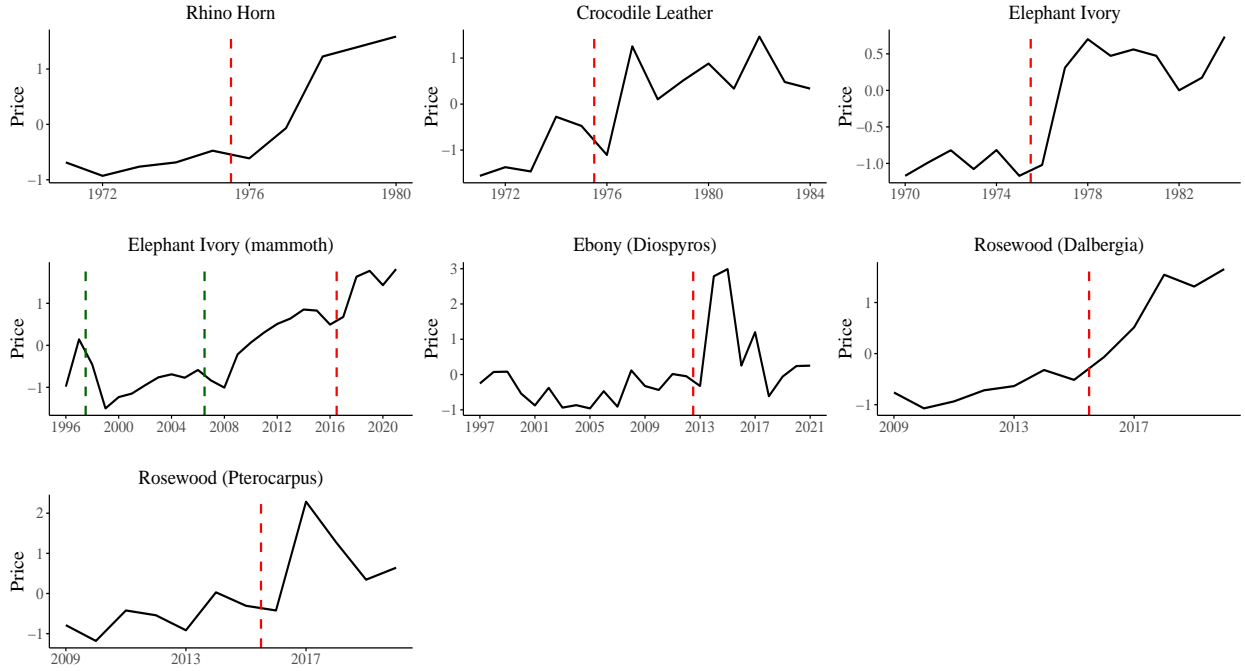 Rhino Horn
Price
1
0
−1
1972 1976 1980
Crocodile Leather
Price
1
0
−1
1972 1976 1980 1984
Elephant Ivory
Price
0.5
0.0
−0.5
−1.0
1970 1974 1978 1982
Elephant Ivory (mammoth)
Price
1
0
−1
1996 2000 2004 2008 2012 2016 2020
Ebony (Diospyros)
Price
3
2
1
0
−1
1997 2001 2005 2009 2013 2017 2021
Rosewood (Dalbergia)
Price
1
0
−1
2009 2013 2017
Rosewood (Pterocarpus)
Price
2
1
0
−1
2009 2013 2017